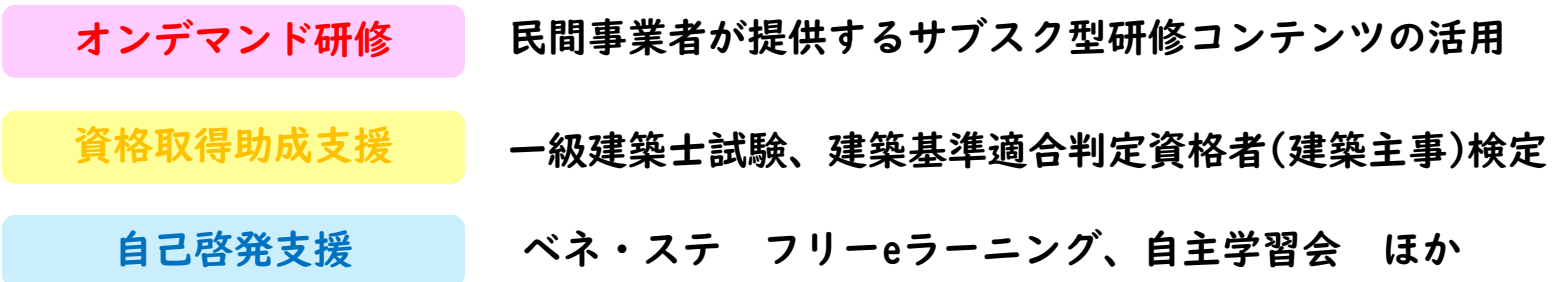 オンデマンド研修　民間事業者が提供するサブスク型研修コンテンツの活用
資格取得助成支援　一級建築士試験、建築基準適合判定資格者(建築主事)検定
自己啓発支援　ベネ・ステ　フリーeラーニング、自主学習会　ほか